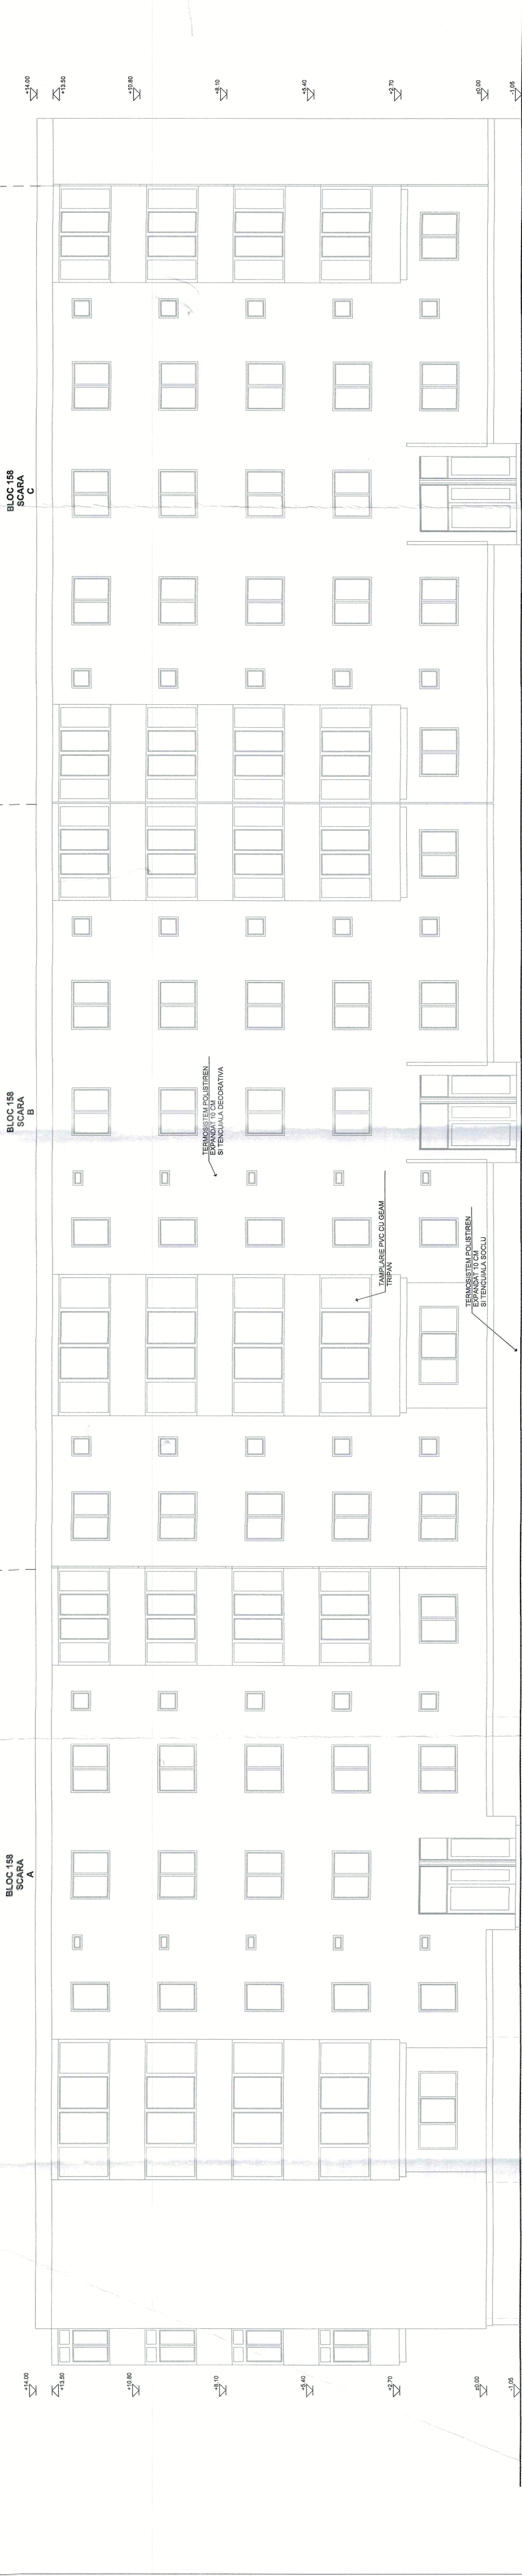 BLOC 158
SCARA
A
BLOC 158
SCARA
B
BLOC 158
SCARA
C
+14.00
+13.50
+10.80
+8.10
+5.40
+2.70
±0.00
-1.05
TERMOSISTEM POLISTIREN
EXPANDAT 10 CM
SI TENCUIALA DECORATIVA
TAMPLARIE PVC CU GEAM
TRIPAN
TERMOSISTEM POLISTIREN
EXPANDAT 10 CM
SI TENCUIALA SOCLU
+14.00
+13.50
+10.80
+8.10
+5.40
+2.70
±0.00
-1.05